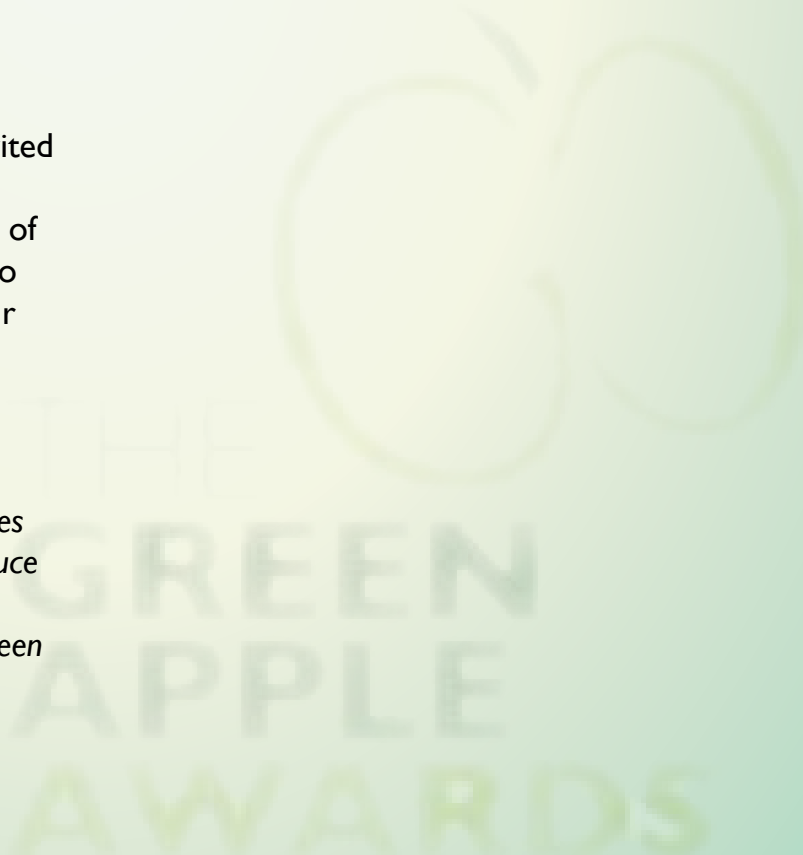 ited
of
o
r
THE
es
GREEN
uce
een
APPLE
AWARDS